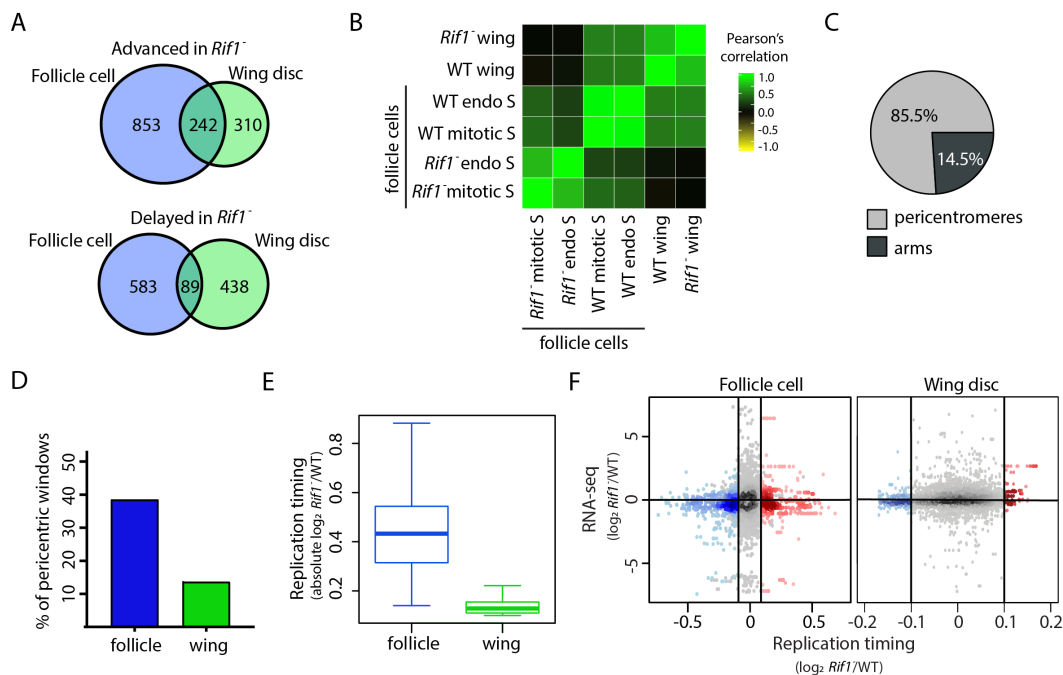 A
Advanced in Rif1⁻
Follicle cell
Wing disc
853
242
310
Delayed in Rif1⁻
Follicle cell
Wing disc
583
89
438
B
Rif1⁻ wing
WT wing
WT endo S
WT mitotic S
Rif1⁻ endo S
Rif1⁻ mitotic S
follicle cells
Rif1⁻ mitotic S
Rif1⁻ endo S
WT mitotic S
WT endo S
WT wing
Rif1⁻ wing
follicle cells
Pearson's
correlation
1.0
0.5
0.0
-0.5
-1.0
C
85.5%
14.5%
pericentromeres
arms
D
% of pericentric windows
50
40
30
20
10
follicle
wing
E
Replication timing
(absolute log₂ Rif1⁻/WT)
0.8
0.6
0.4
0.2
follicle
wing
F
Follicle cell
Wing disc
RNA-seq
(log₂ Rif1⁻/WT)
5
0
-5
-0.5
0
0.5
-0.2
-0.1
0
0.1
0.2
Replication timing
(log₂ Rif1⁻/WT)